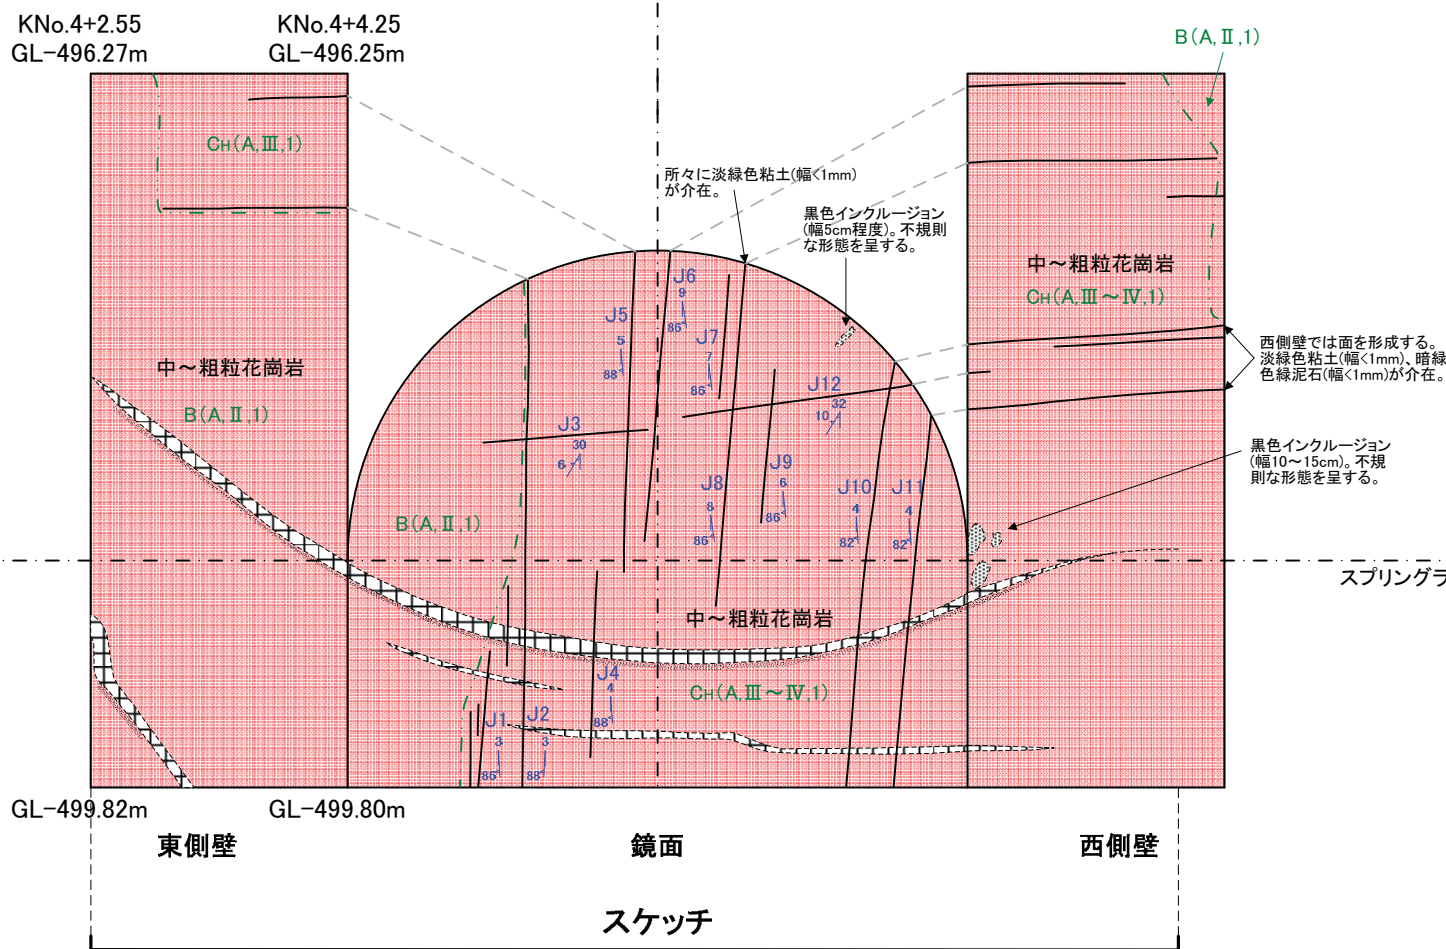 KNo.4+2.55
GL-496.27m
KNo.4+4.25
GL-496.25m
B(A,Ⅱ,1)
CH(A,Ⅲ,1)
所々に淡緑色粘土(幅<1mm)
が介在。
黒色インクルージョン
(幅5cm程度)。不規則
な形態を呈する。
中～粗粒花崗岩
CH(A,Ⅲ～Ⅳ,1)
西側壁では面を形成する。
淡緑色粘土(幅<1mm)、暗緑
色緑泥石(幅<1mm)が介在。
中～粗粒花崗岩
B(A,Ⅱ,1)
J6
9
86
J5
5
88
J7
7
86
J12
32
10
J3
30
6
J9
6
86
J8
8
86
J10
4
82
J11
4
82
黒色インクルージョン
(幅10～15cm)。不規
則な形態を呈する。
B(A,Ⅱ,1)
スプリングラ
中～粗粒花崗岩
CH(A,Ⅲ～Ⅳ,1)
J4
4
88
J1
3
86
J2
3
88
GL-499.82m
GL-499.80m
東側壁
鏡面
西側壁
スケッチ